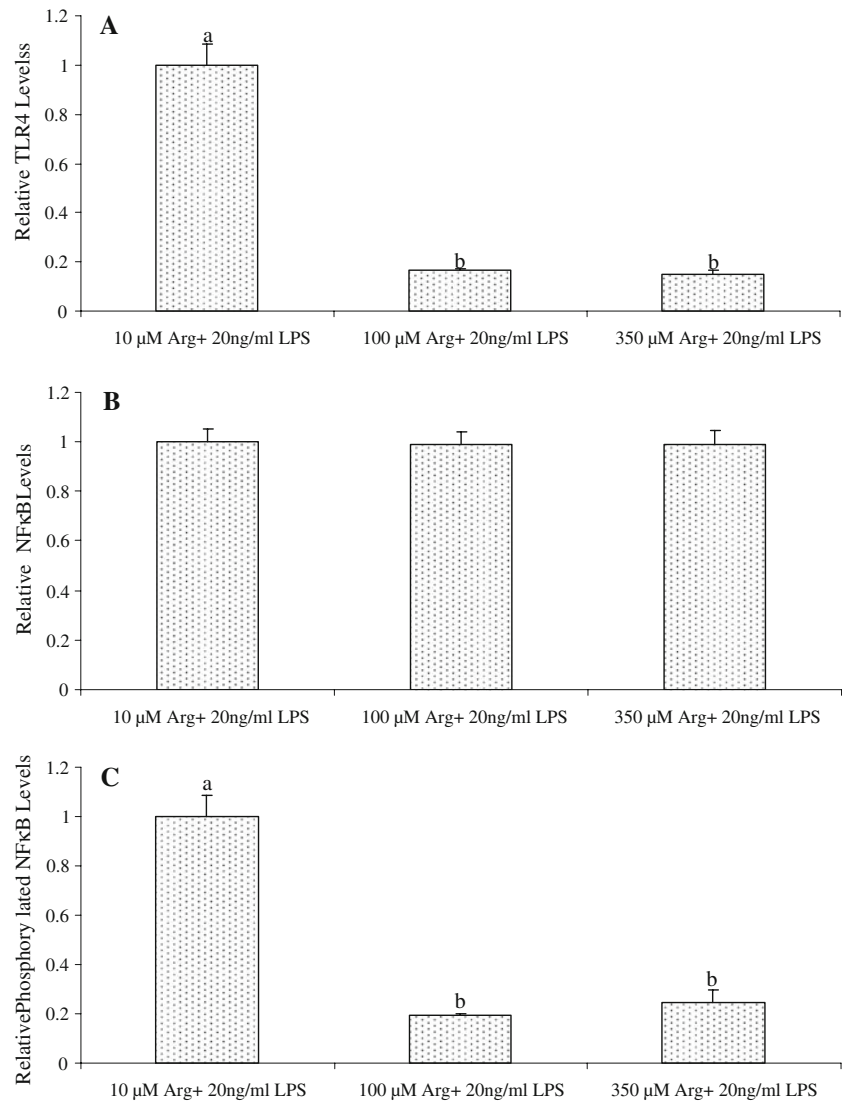 A
a
Relative TLR4 Levelss
1.2
1
0.8
0.6
0.4
0.2
0
b
b
10 µM Arg+ 20ng/ml LPS
100 µM Arg+ 20ng/ml LPS
350 µM Arg+ 20ng/ml LPS
B
Relative NFκBLevels
1.2
1
0.8
0.6
0.4
0.2
0
10 µM Arg+ 20ng/ml LPS
100 µM Arg+ 20ng/ml LPS
350 µM Arg+ 20ng/ml LPS
C
a
RelativePhosphory lated NFκB Levels
1.2
1
0.8
0.6
0.4
0.2
0
b
b
10 µM Arg+ 20ng/ml LPS
100 µM Arg+ 20ng/ml LPS
350 µM Arg+ 20ng/ml LPS